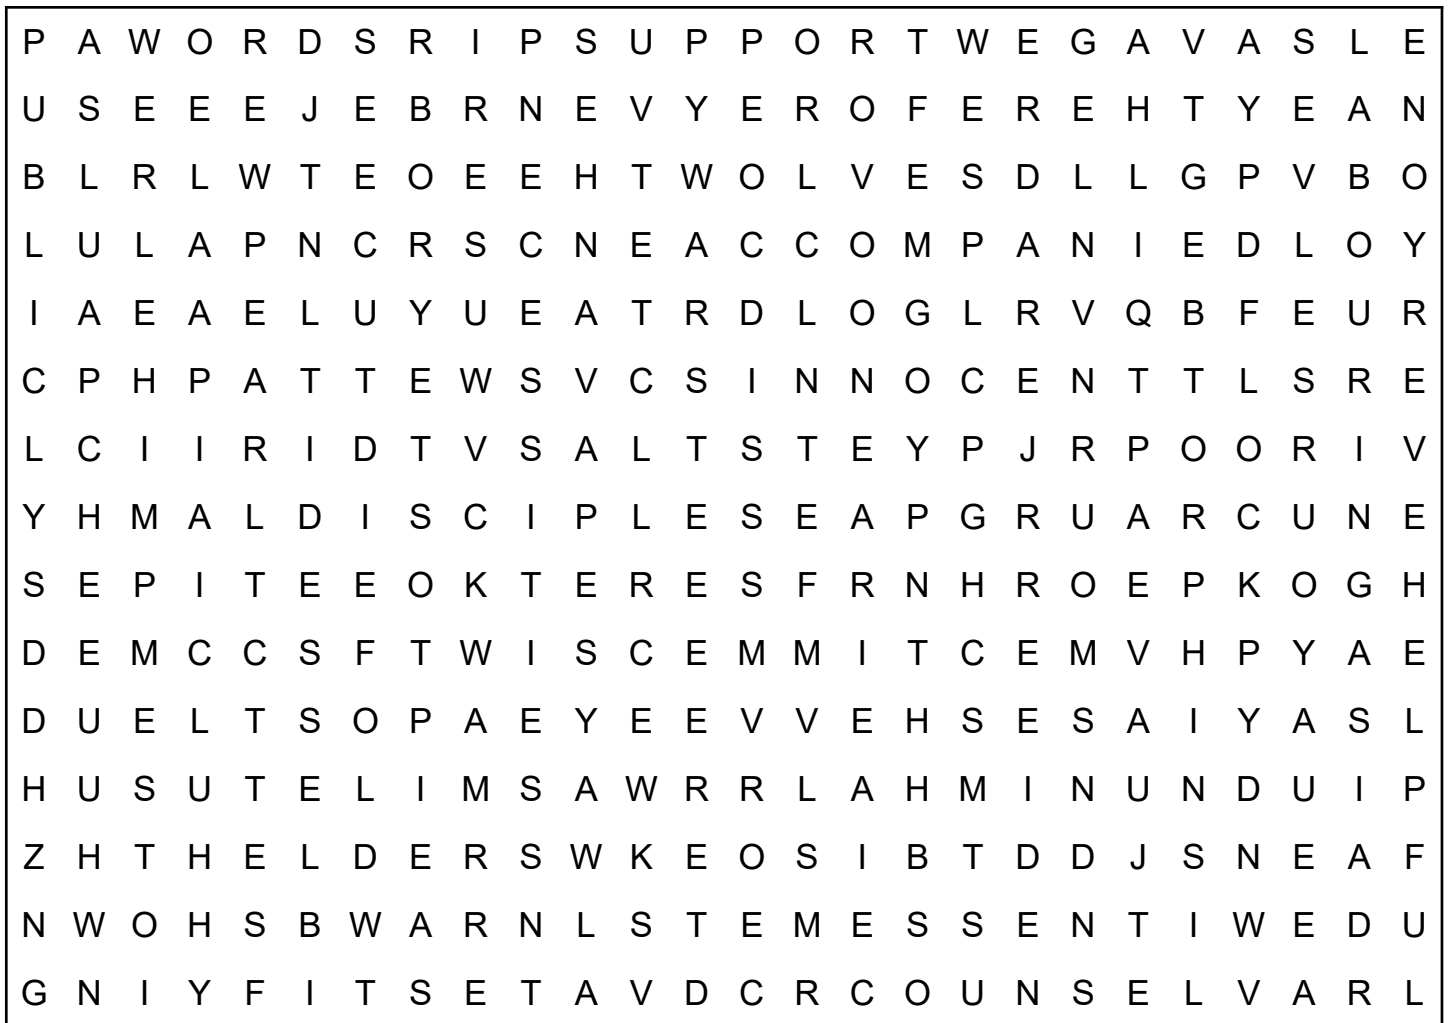 P A W O R D S R I P S U P P O R T W E G A V A S L E
U S E E E J E B R N E V Y E R O F E R E H T Y E A N
B L R L W T E O E E H T W O L V E S D L L G P V B O
L U L A P N C R S C N E A C C O M P A N I E D L O Y
I A E A E L U Y U E A T R D L O G L R V Q B F E U R
C P H P A T T E W S V C S I N N O C E N T T L S R E
L C I I R I D T V S A L T S T E Y P J R P O O R I V
Y H M A L D I S C I P L E S E A P G R U A R C U N E
S E P I T E E O K T E R E S F R N H R O E P K O G H
D E M C C S F T W I S C E M M I T C E M V H P Y A E
D U E L T S O P A E Y E E V V E H S E S A I Y A S L
H U S U T E L I M S A W R R L A H M I N U N D U I P
Z H T H E L D E R S W K E O S I B T D D J S N E A F
N W O H S B W A R N L S T E M E S S E N T I W E D U
G N I Y F I T S E T A V D C R C O U N S E L V A R L